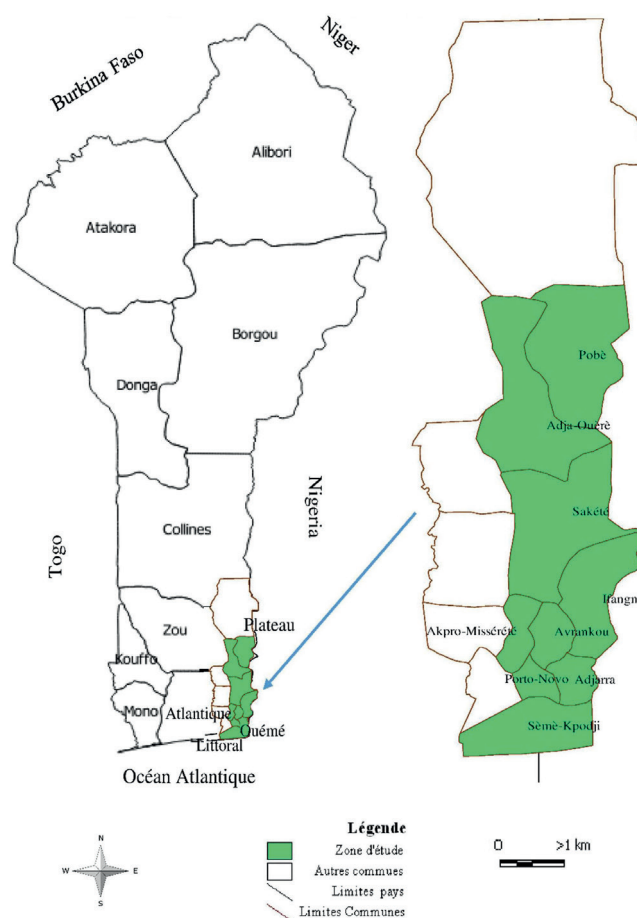 Niger
Burkina Faso
Alibori
Atakora
Borgou
Donga
Nigeria
Collines
Togo
Zou
Plateau
Kouffo
Mono
Atlantique
Ouémé
Littoral
Océan Atlantique
Pobè
Adja-Ouèrè
Sakété
Ifangn
Akpro-Missérété
Avrankou
Porto-Novo
Adjarra
Sèmè-Kpodji
N
W
E
S
Légende
Zone d'étude
Autres communes
Limites pays
Limites Communes
0 >1 km